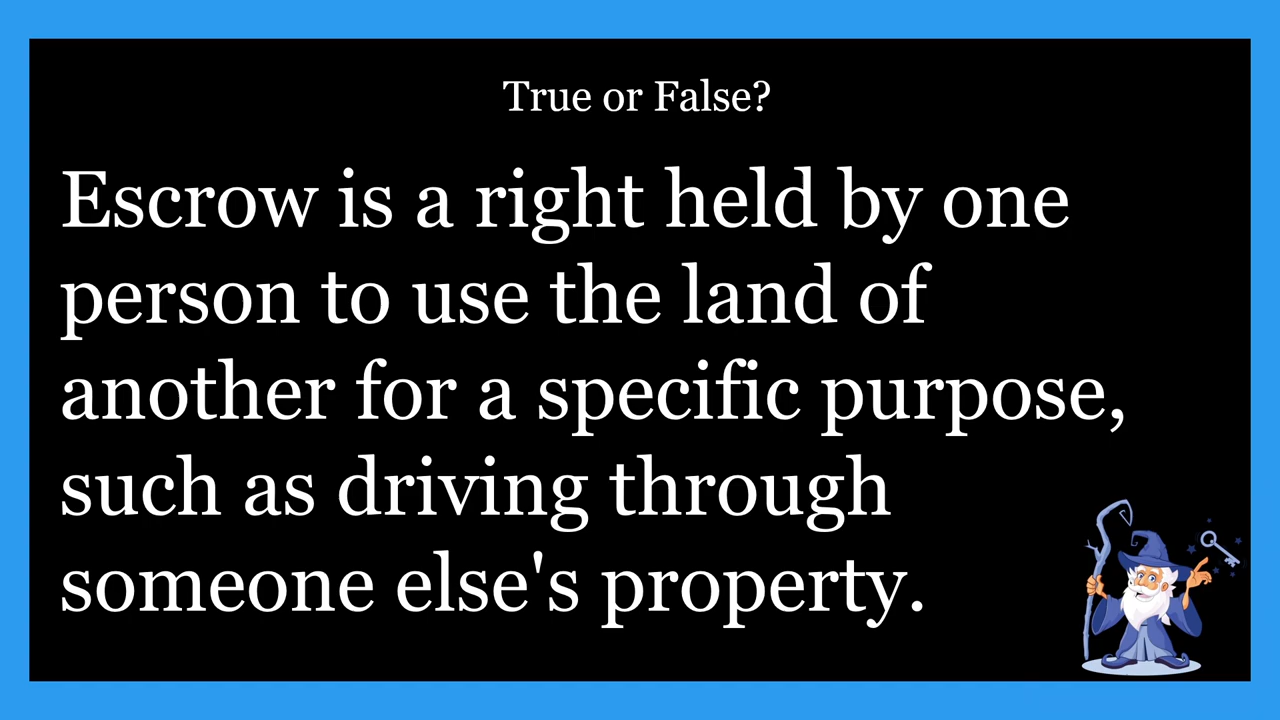 True or False?
Escrow is a right held by one
person to use the land of
another for a specific purpose,
such as driving through
someone else's property.